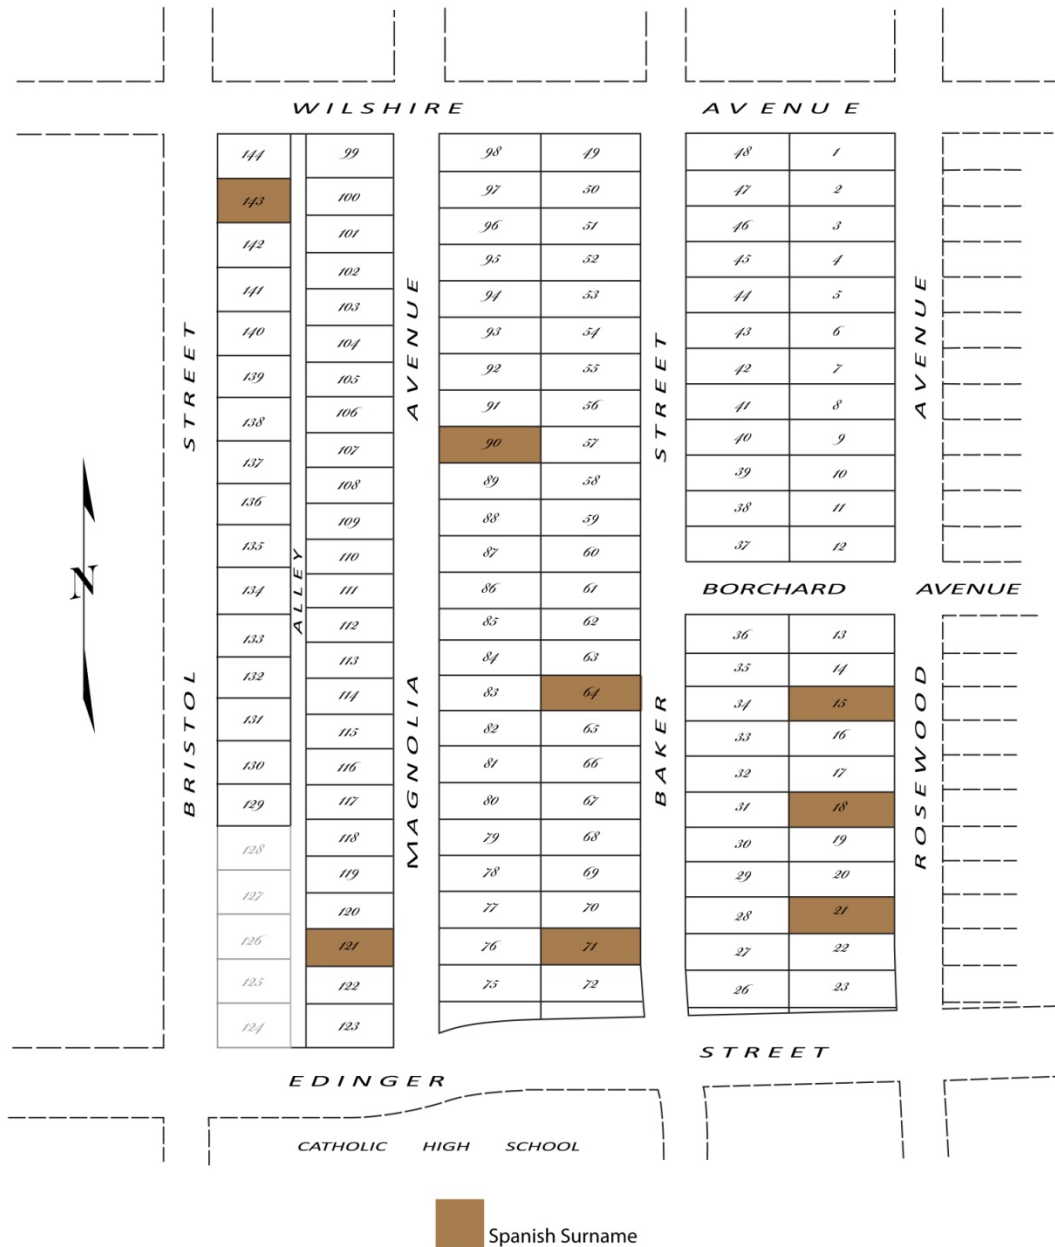 WILSHIRE AVENUE
144 99 98 49 48 1
143 100 97 50 47 2
142 101 96 51 46 3
141 102 95 52 45 4
140 103 94 53 44 5
139 104 93 54 43 6
138 105 92 55 42 7
137 106 91 56 41 8
136 107 90 57 40 9
135 108 89 58 39 10
134 109 88 59 38 11
133 110 87 60 37 12
132 111 86 61
131 112 85 62 36 13
130 113 84 63 35 14
129 114 83 64 34 15
128 115 82 65 33 16
127 116 81 66 32 17
126 117 80 67 31 18
125 118 79 68 30 19
124 119 78 69 29 20
120 77 70 28 21
121 76 71 27 22
122 75 72 26 23
123
BRISTOL STREET
ALLEY
MAGNOLIA AVENUE
BAKER STREET
BORCHARD AVENUE
ROSEWOOD AVENUE
N
EDINGER STREET
CATHOLIC HIGH SCHOOL
Spanish Surname